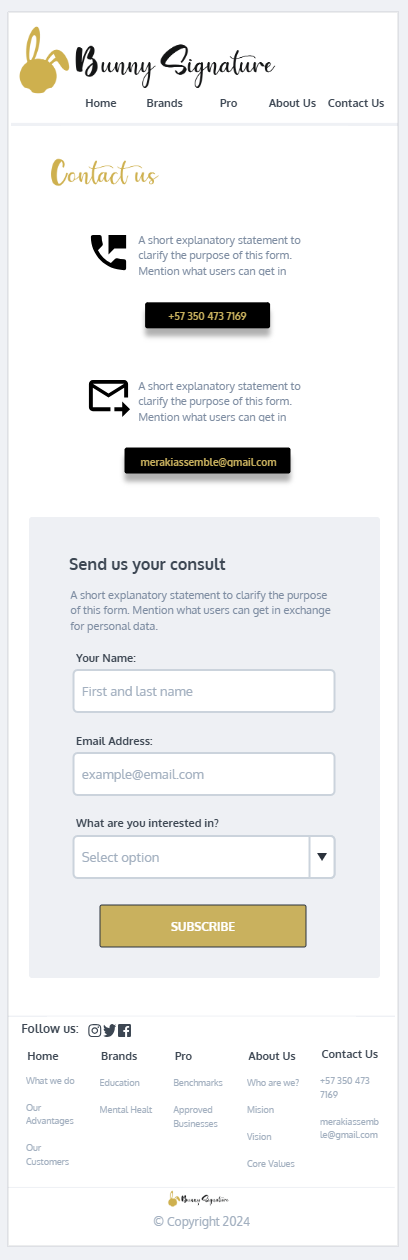 Bunny Signature
Home Brands Pro About Us Contact Us
Contact us
A short explanatory statement to
clarify the purpose of this form.
Mention what users can get in
+57 350 473 7169
A short explanatory statement to
clarify the purpose of this form.
Mention what users can get in
merakiassemble@gmail.com
Send us your consult
A short explanatory statement to clarify the purpose
of this form. Mention what users can get in exchange
for personal data.
Your Name:
First and last name
Email Address:
example@email.com
What are you interested in?
Select option
SUBSCRIBE
Follow us:
Home
What we do
Our
Advantages
Our
Customers
Brands
Education
Mental Healt
Pro
Benchmarks
Approved
Businesses
About Us
Who are we?
Mision
Vision
Core Values
Contact Us
+57 350 473
7169
merakiassemb
le@gmail.com
Bunny Signature
© Copyright 2024